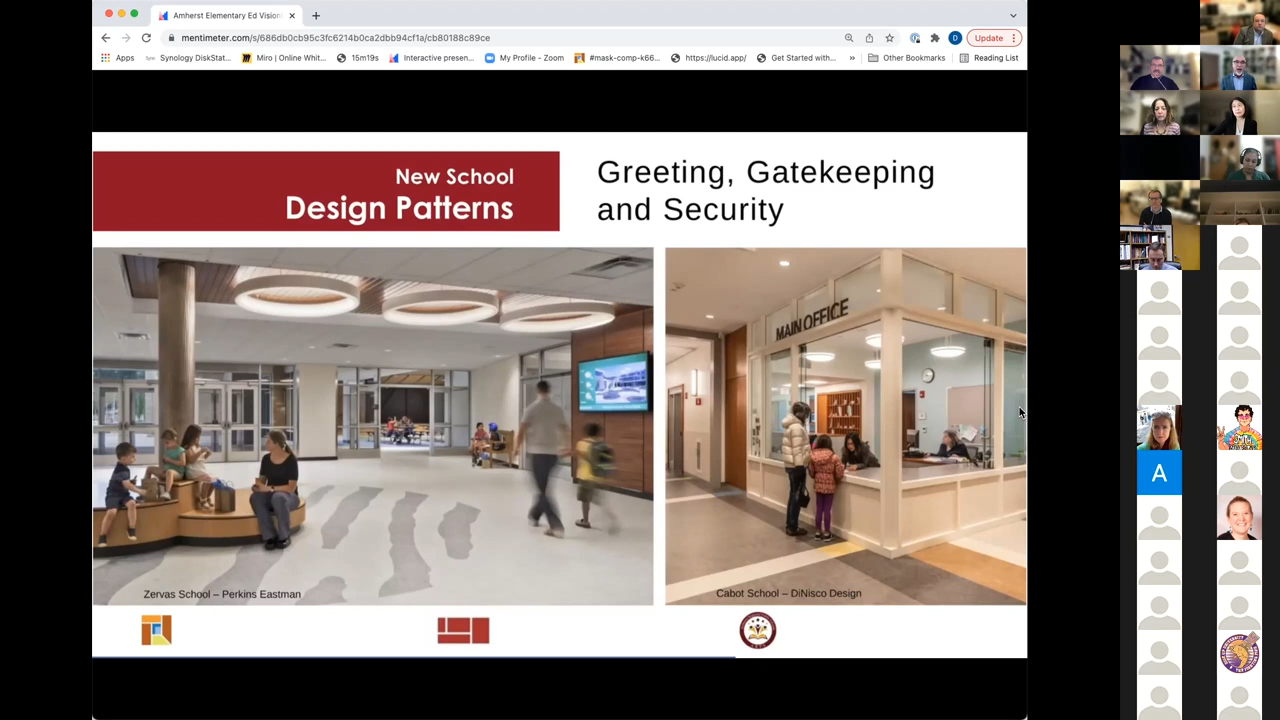 Amherst Elementary Ed Vision
mentimeter.com/s/686db0cb95c3fc6214b0ca2dbb94cf1a/cb80188c89ce
D
Update
Apps
Synology DiskStat...
Miro | Online Whit...
15m19s
Interactive presen...
My Profile - Zoom
#mask-comp-k66...
https://lucid.app/
Get Started with...
»
Other Bookmarks
Reading List
New School
Design Patterns
Greeting, Gatekeeping
and Security
MAIN OFFICE
Zervas School – Perkins Eastman
Cabot School – DiNisco Design
A